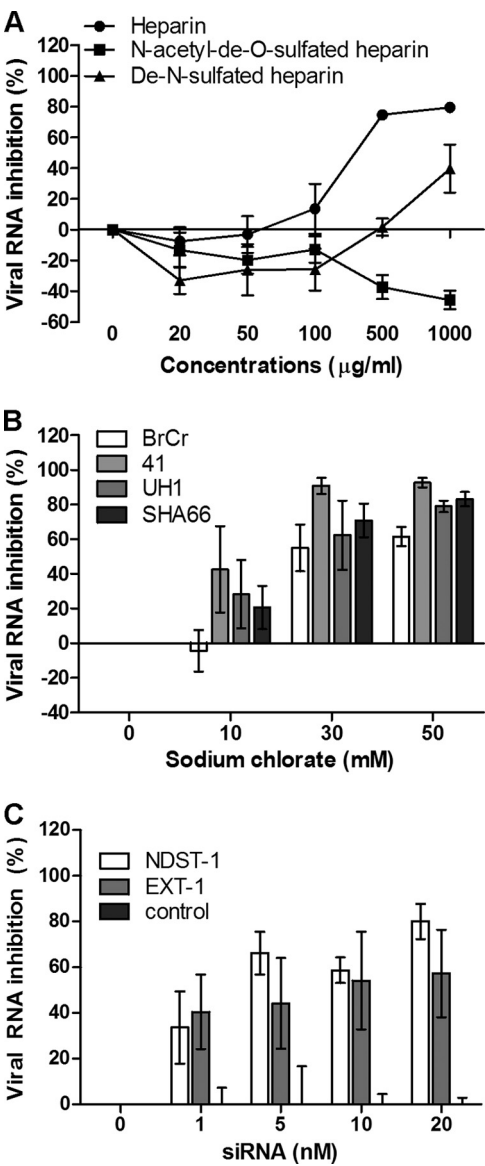 A
Heparin
N-acetyl-de-O-sulfated heparin
De-N-sulfated heparin
Viral RNA inhibition (%)
120
100
80
60
40
20
0
-20
-40
-60
0 20 50 100 500 1000
Concentrations (μg/ml)
B
BrCr
41
UH1
SHA66
Viral RNA inhibition (%)
120
100
80
60
40
20
0
-20
-40
0 10 30 50
Sodium chlorate (mM)
C
NDST-1
EXT-1
control
Viral RNA inhibition (%)
120
100
80
60
40
20
0
0 1 5 10 20
siRNA (nM)